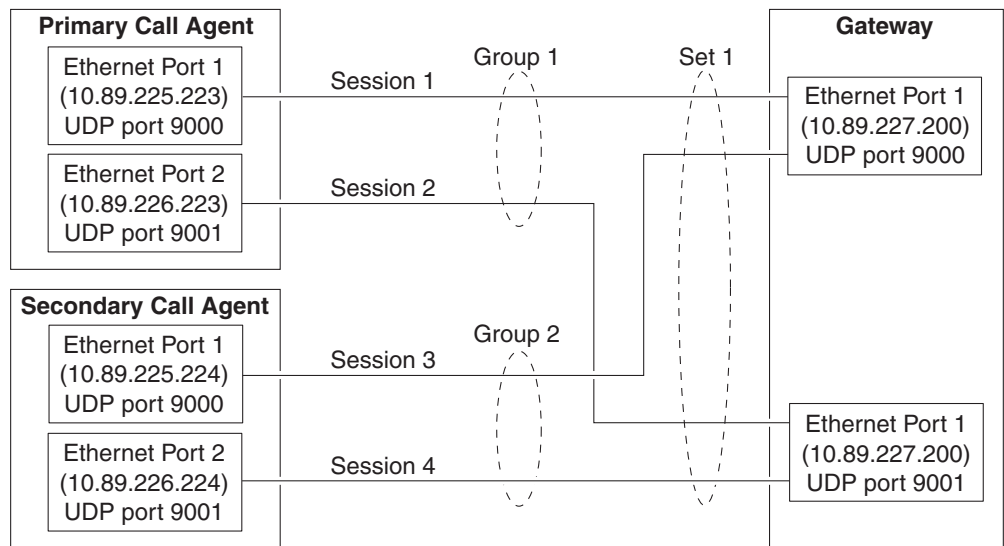 Primary Call Agent
Ethernet Port 1
(10.89.225.223)
UDP port 9000
Ethernet Port 2
(10.89.226.223)
UDP port 9001
Secondary Call Agent
Ethernet Port 1
(10.89.225.224)
UDP port 9000
Ethernet Port 2
(10.89.226.224)
UDP port 9001
Session 1
Session 2
Session 3
Session 4
Group 1
Group 2
Set 1
Gateway
Ethernet Port 1
(10.89.227.200)
UDP port 9000
Ethernet Port 1
(10.89.227.200)
UDP port 9001